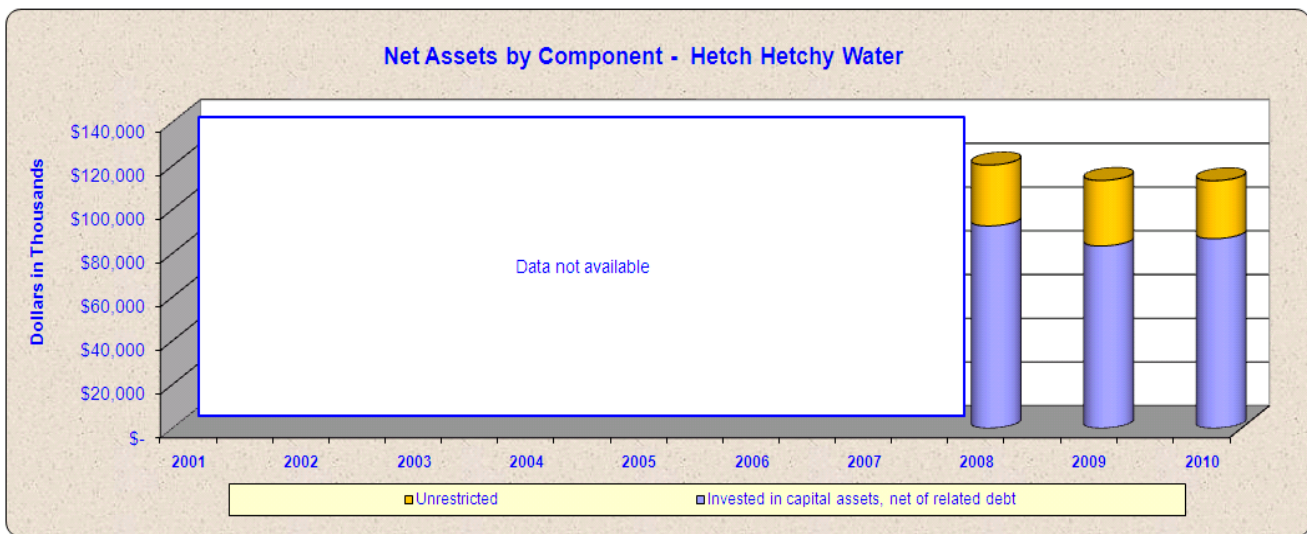 Net Assets by Component - Hetch Hetchy Water
Dollars in Thousands
$140,000
$120,000
$100,000
$80,000
$60,000
$40,000
$20,000
$-
Data not available
2001 2002 2003 2004 2005 2006 2007 2008 2009 2010
Unrestricted Invested in capital assets, net of related debt